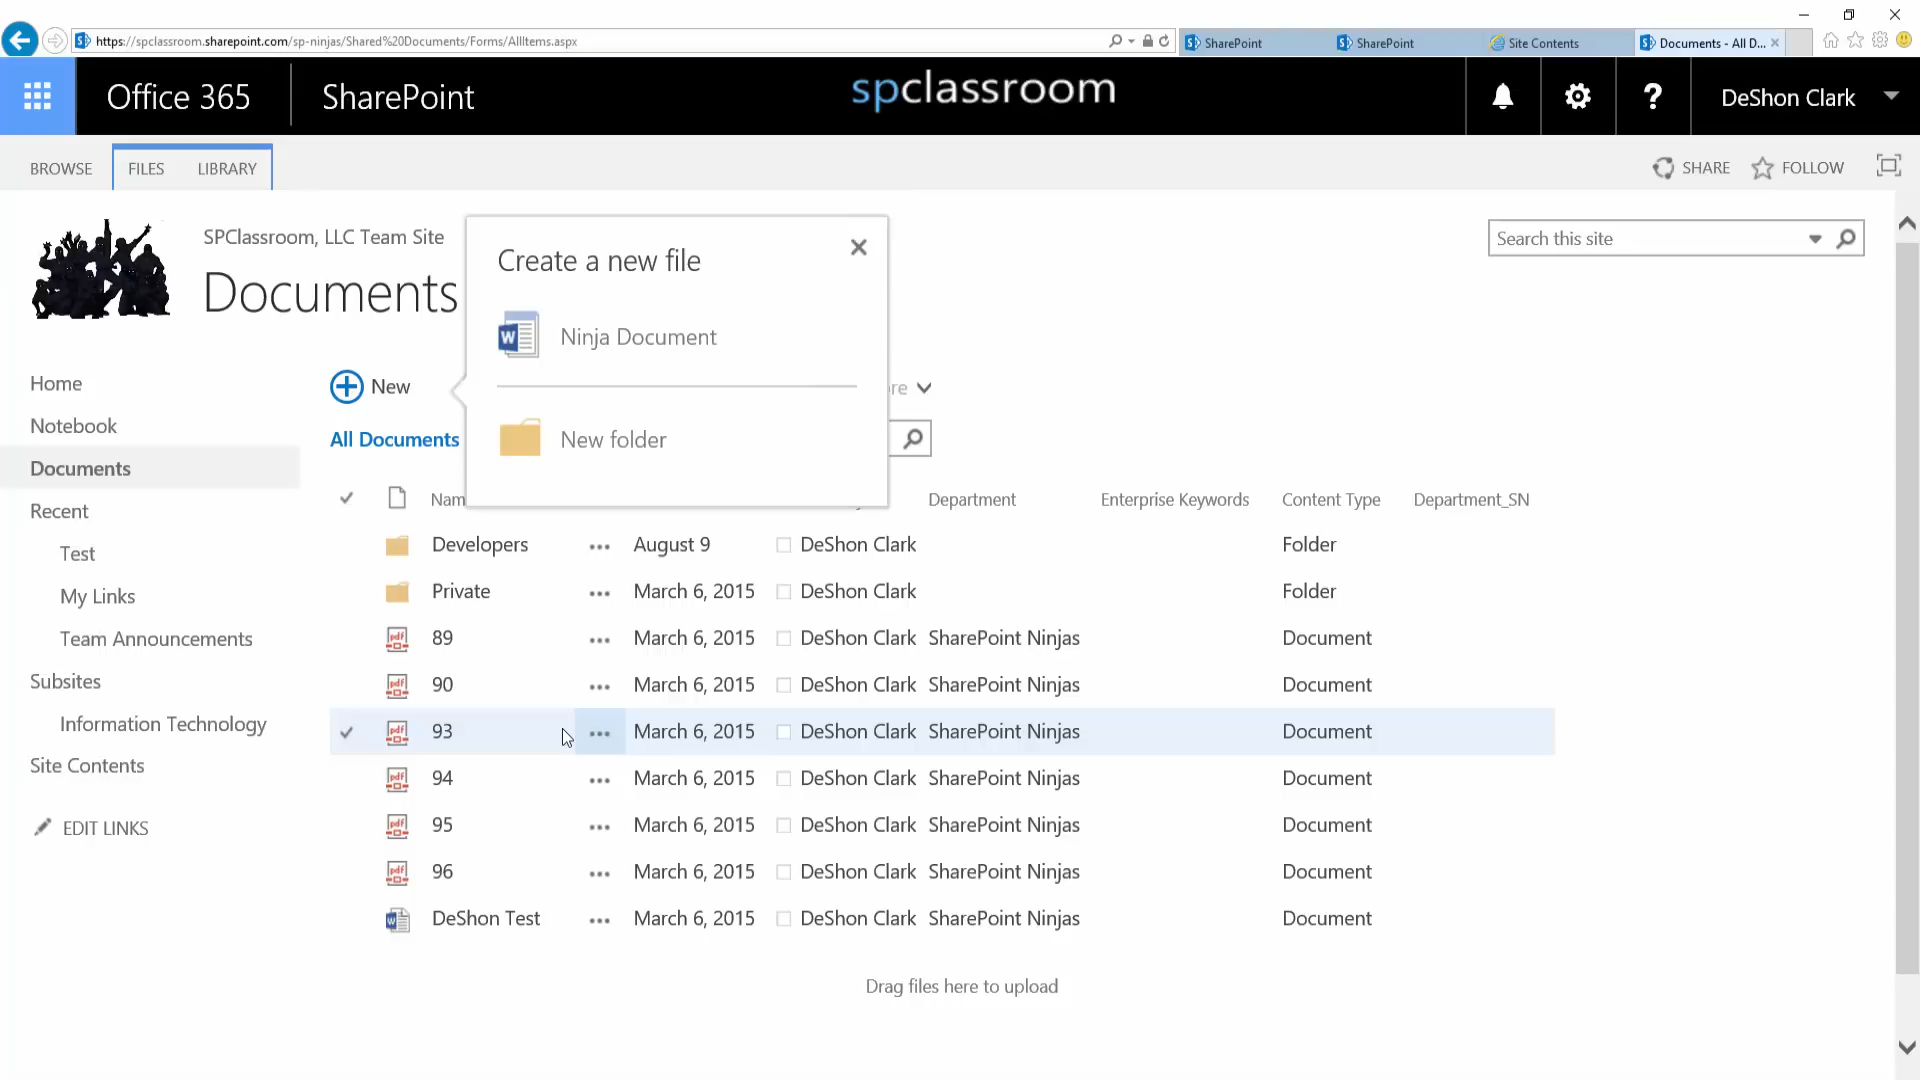 https://spclassroom.sharepoint.com/sp-ninjas/Shared%20Documents/Forms/AllItems.aspx
SharePoint
SharePoint
Site Contents
Documents - All D...
Office 365
SharePoint
spclassroom
?
DeShon Clark
BROWSE
FILES
LIBRARY
SHARE
FOLLOW
SPClassroom, LLC Team Site
Documents
Search this site
Create a new file
Ninja Document
New folder
Home
Notebook
Documents
Recent
Test
My Links
Team Announcements
Subsites
Information Technology
Site Contents
EDIT LINKS
New
All Documents
Department Enterprise Keywords Content Type Department_SN
Developers ... August 9 DeShon Clark Folder
Private ... March 6, 2015 DeShon Clark Folder
89 ... March 6, 2015 DeShon Clark SharePoint Ninjas Document
90 ... March 6, 2015 DeShon Clark SharePoint Ninjas Document
93 ... March 6, 2015 DeShon Clark SharePoint Ninjas Document
94 ... March 6, 2015 DeShon Clark SharePoint Ninjas Document
95 ... March 6, 2015 DeShon Clark SharePoint Ninjas Document
96 ... March 6, 2015 DeShon Clark SharePoint Ninjas Document
DeShon Test ... March 6, 2015 DeShon Clark SharePoint Ninjas Document
Drag files here to upload